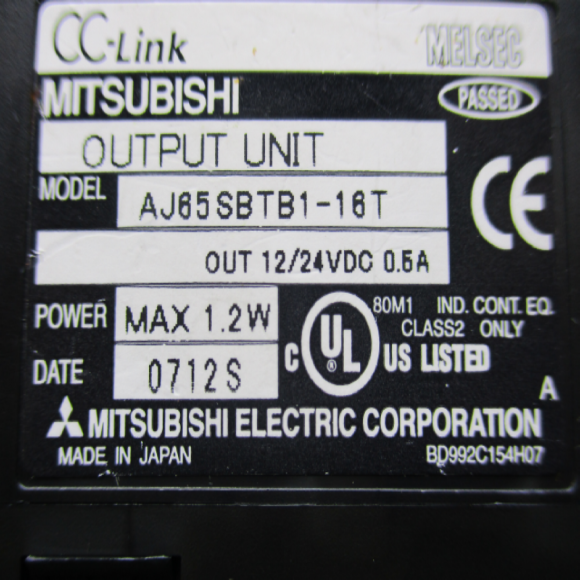 CC-Link MELSEC
MITSUBISHI PASSED
OUTPUT UNIT
MODEL AJ65SBTB1-16T
CE
OUT 12/24VDC 0.5A
POWER MAX 1.2W
DATE 0712S
C UL ® US LISTED
80M1 IND. CONT. EQ.
CLASS2 ONLY
A
MITSUBISHI ELECTRIC CORPORATION
MADE IN JAPAN BD992C154H07